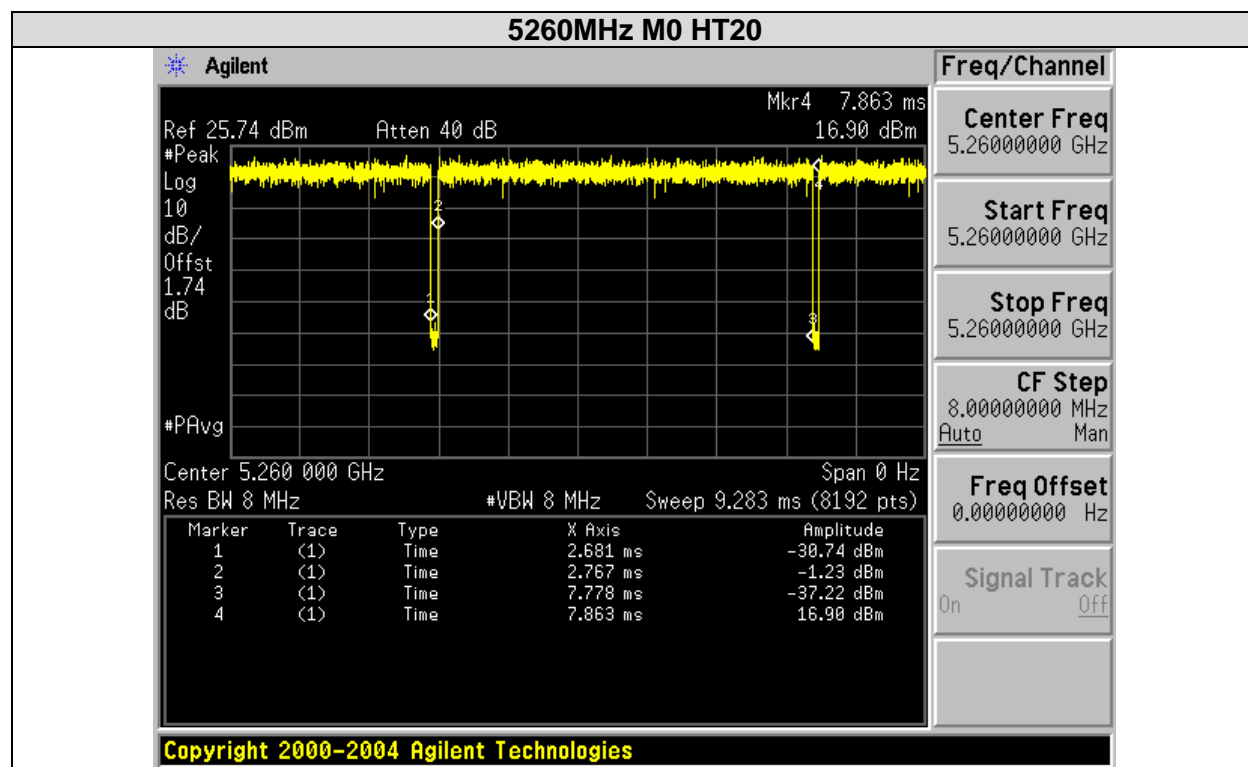 5260MHz M0 HT20
Agilent
Freq/Channel
Mkr4 7.863 ms
Ref 25.74 dBm Atten 40 dB 16.90 dBm
#Peak
Log
10
dB/
Offst
1.74
dB
2
1
4
3
#PAvg
Center 5.260 000 GHz Span 0 Hz
Res BW 8 MHz #VBW 8 MHz Sweep 9.283 ms (8192 pts)
Marker Trace Type X Axis Amplitude
1 (1) Time 2.681 ms -30.74 dBm
2 (1) Time 2.767 ms -1.23 dBm
3 (1) Time 7.778 ms -37.22 dBm
4 (1) Time 7.863 ms 16.90 dBm
Center Freq
5.26000000 GHz
Start Freq
5.26000000 GHz
Stop Freq
5.26000000 GHz
CF Step
8.00000000 MHz
Auto Man
Freq Offset
0.00000000 Hz
Signal Track
On Off
Copyright 2000-2004 Agilent Technologies